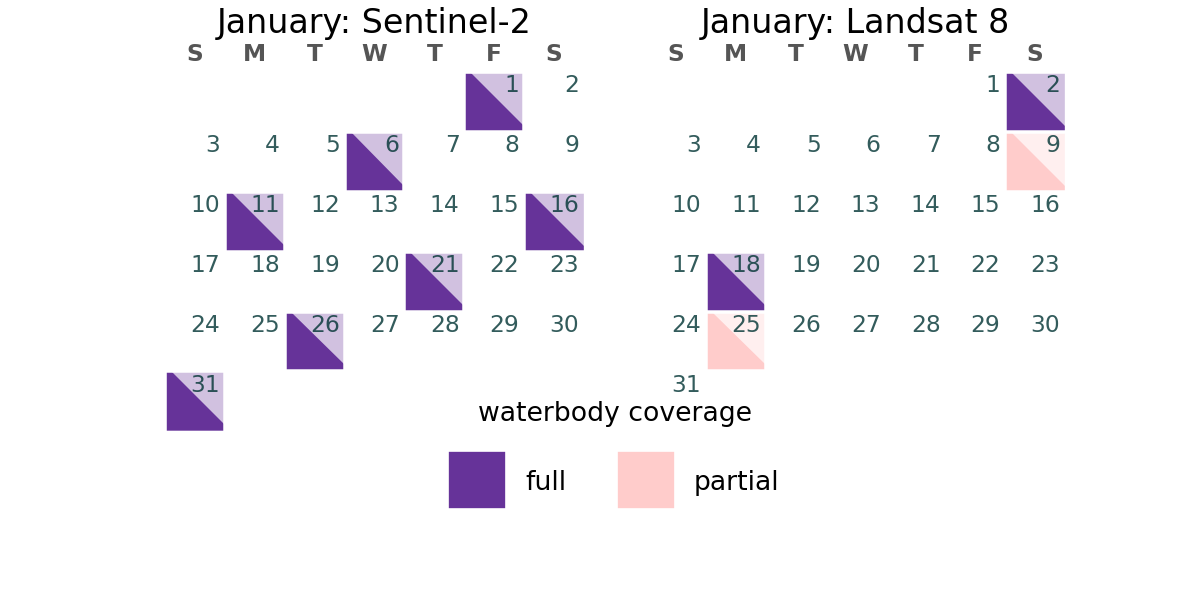 January: Sentinel-2
S M T W T F S
1 2
3 4 5 6 7 8 9
10 11 12 13 14 15 16
17 18 19 20 21 22 23
24 25 26 27 28 29 30
31
January: Landsat 8
S M T W T F S
1 2
3 4 5 6 7 8 9
10 11 12 13 14 15 16
17 18 19 20 21 22 23
24 25 26 27 28 29 30
31
waterbody coverage
full partial